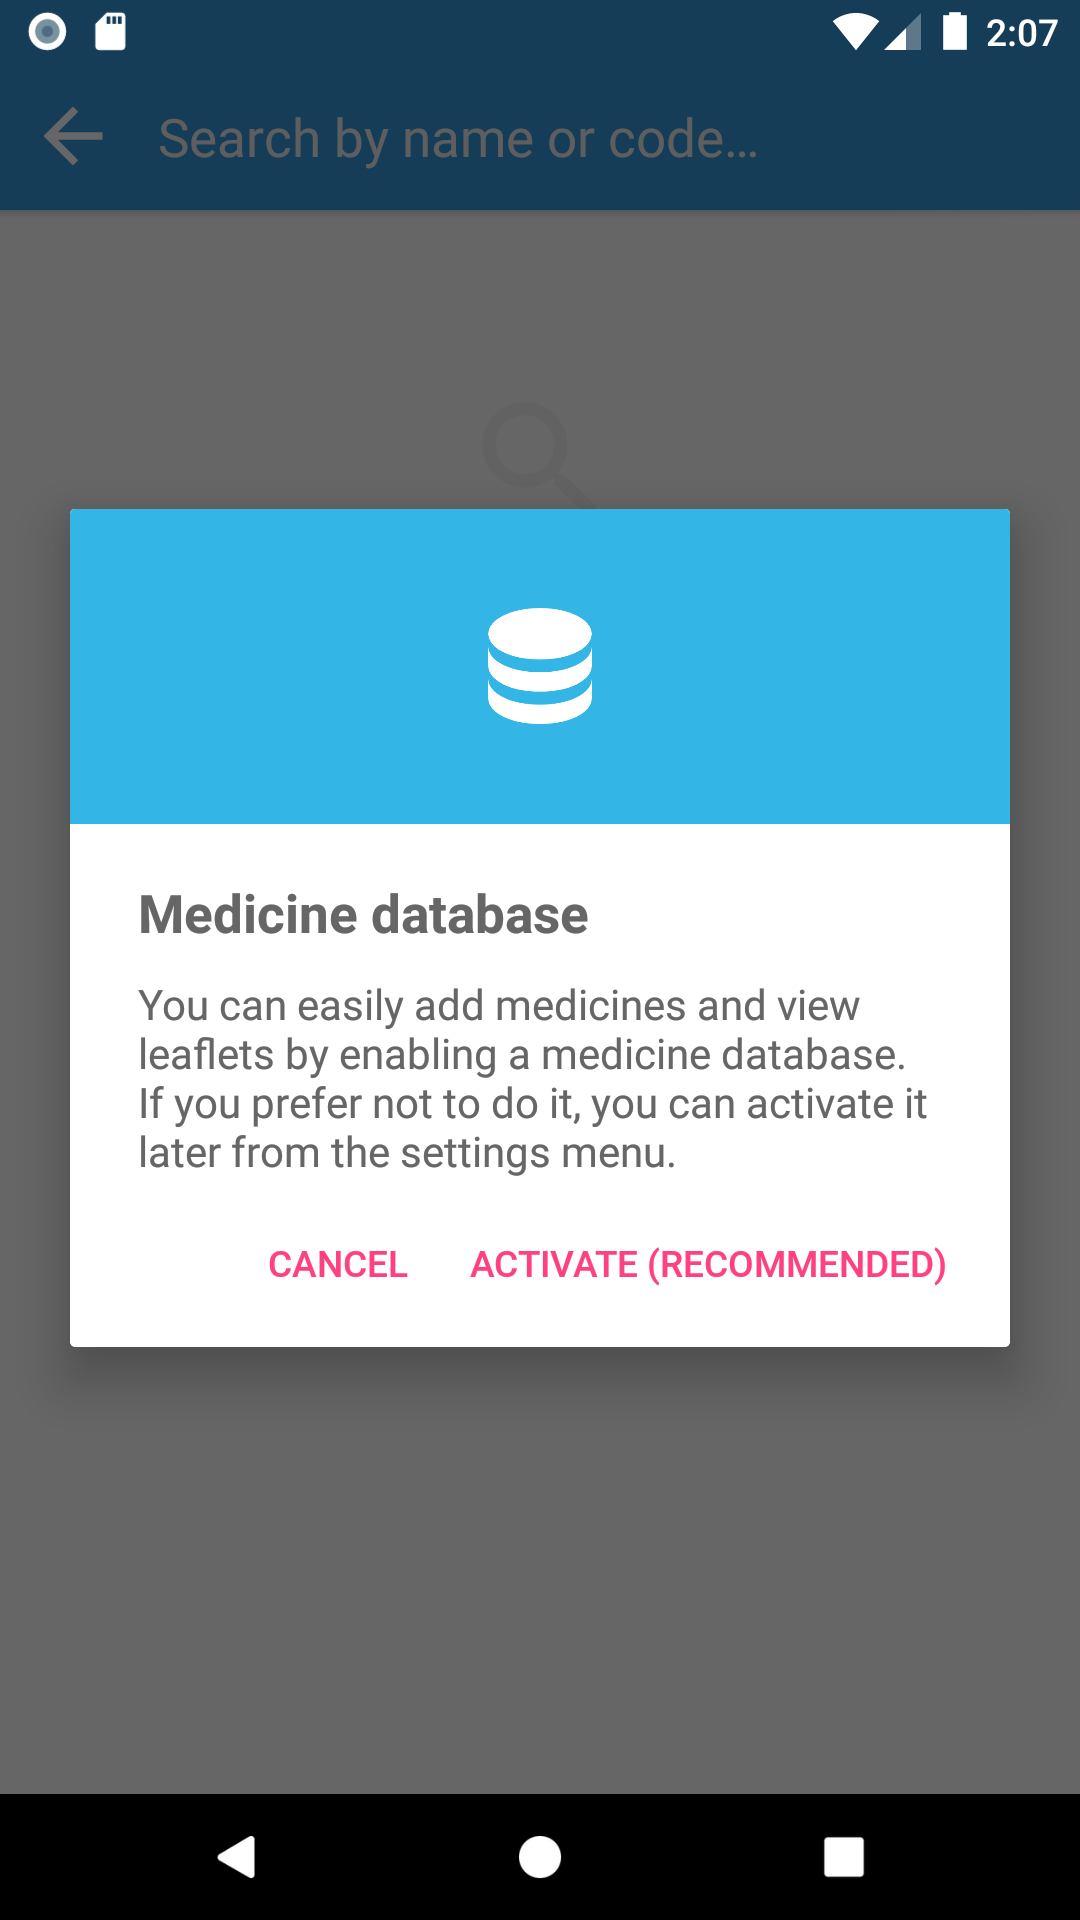 2:07
Search by name or code...
Medicine database
You can easily add medicines and view
leaflets by enabling a medicine database.
If you prefer not to do it, you can activate it
later from the settings menu.
CANCEL ACTIVATE (RECOMMENDED)